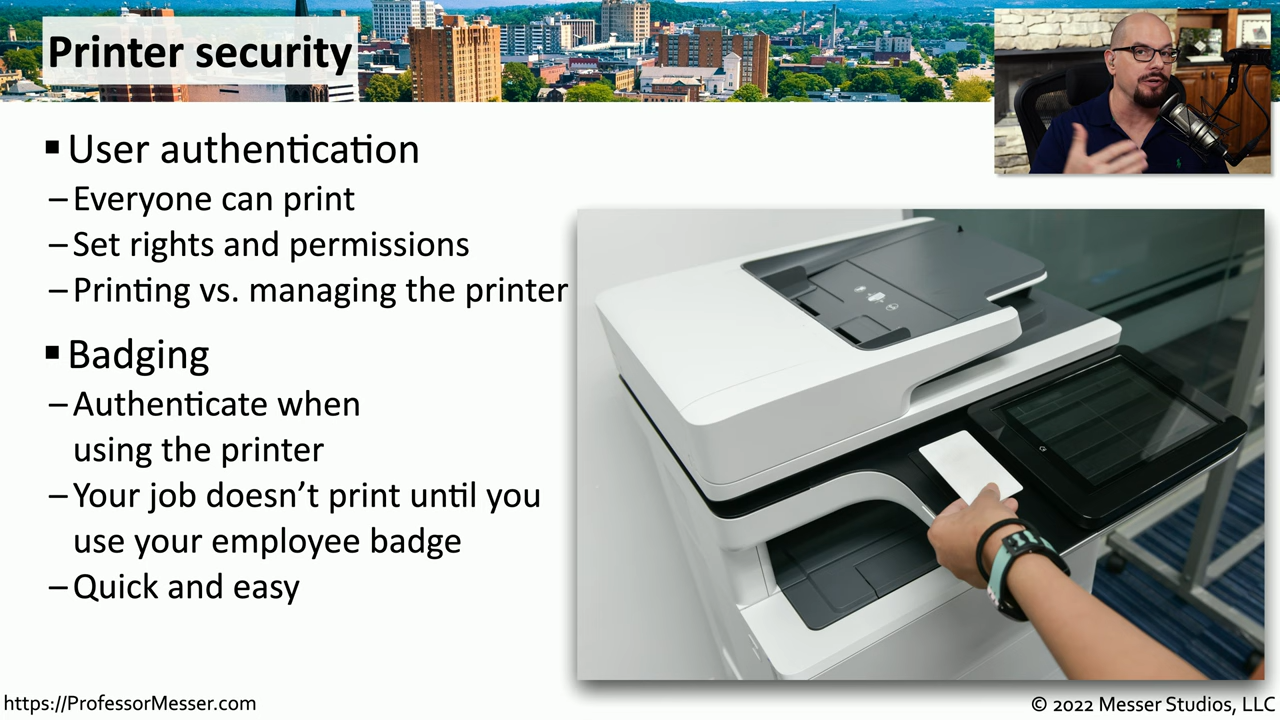 Printer security
▪ User authentication
– Everyone can print
– Set rights and permissions
– Printing vs. managing the printer
▪ Badging
– Authenticate when
using the printer
– Your job doesn’t print until you
use your employee badge
– Quick and easy
https://ProfessorMesser.com
© 2022 Messer Studios, LLC